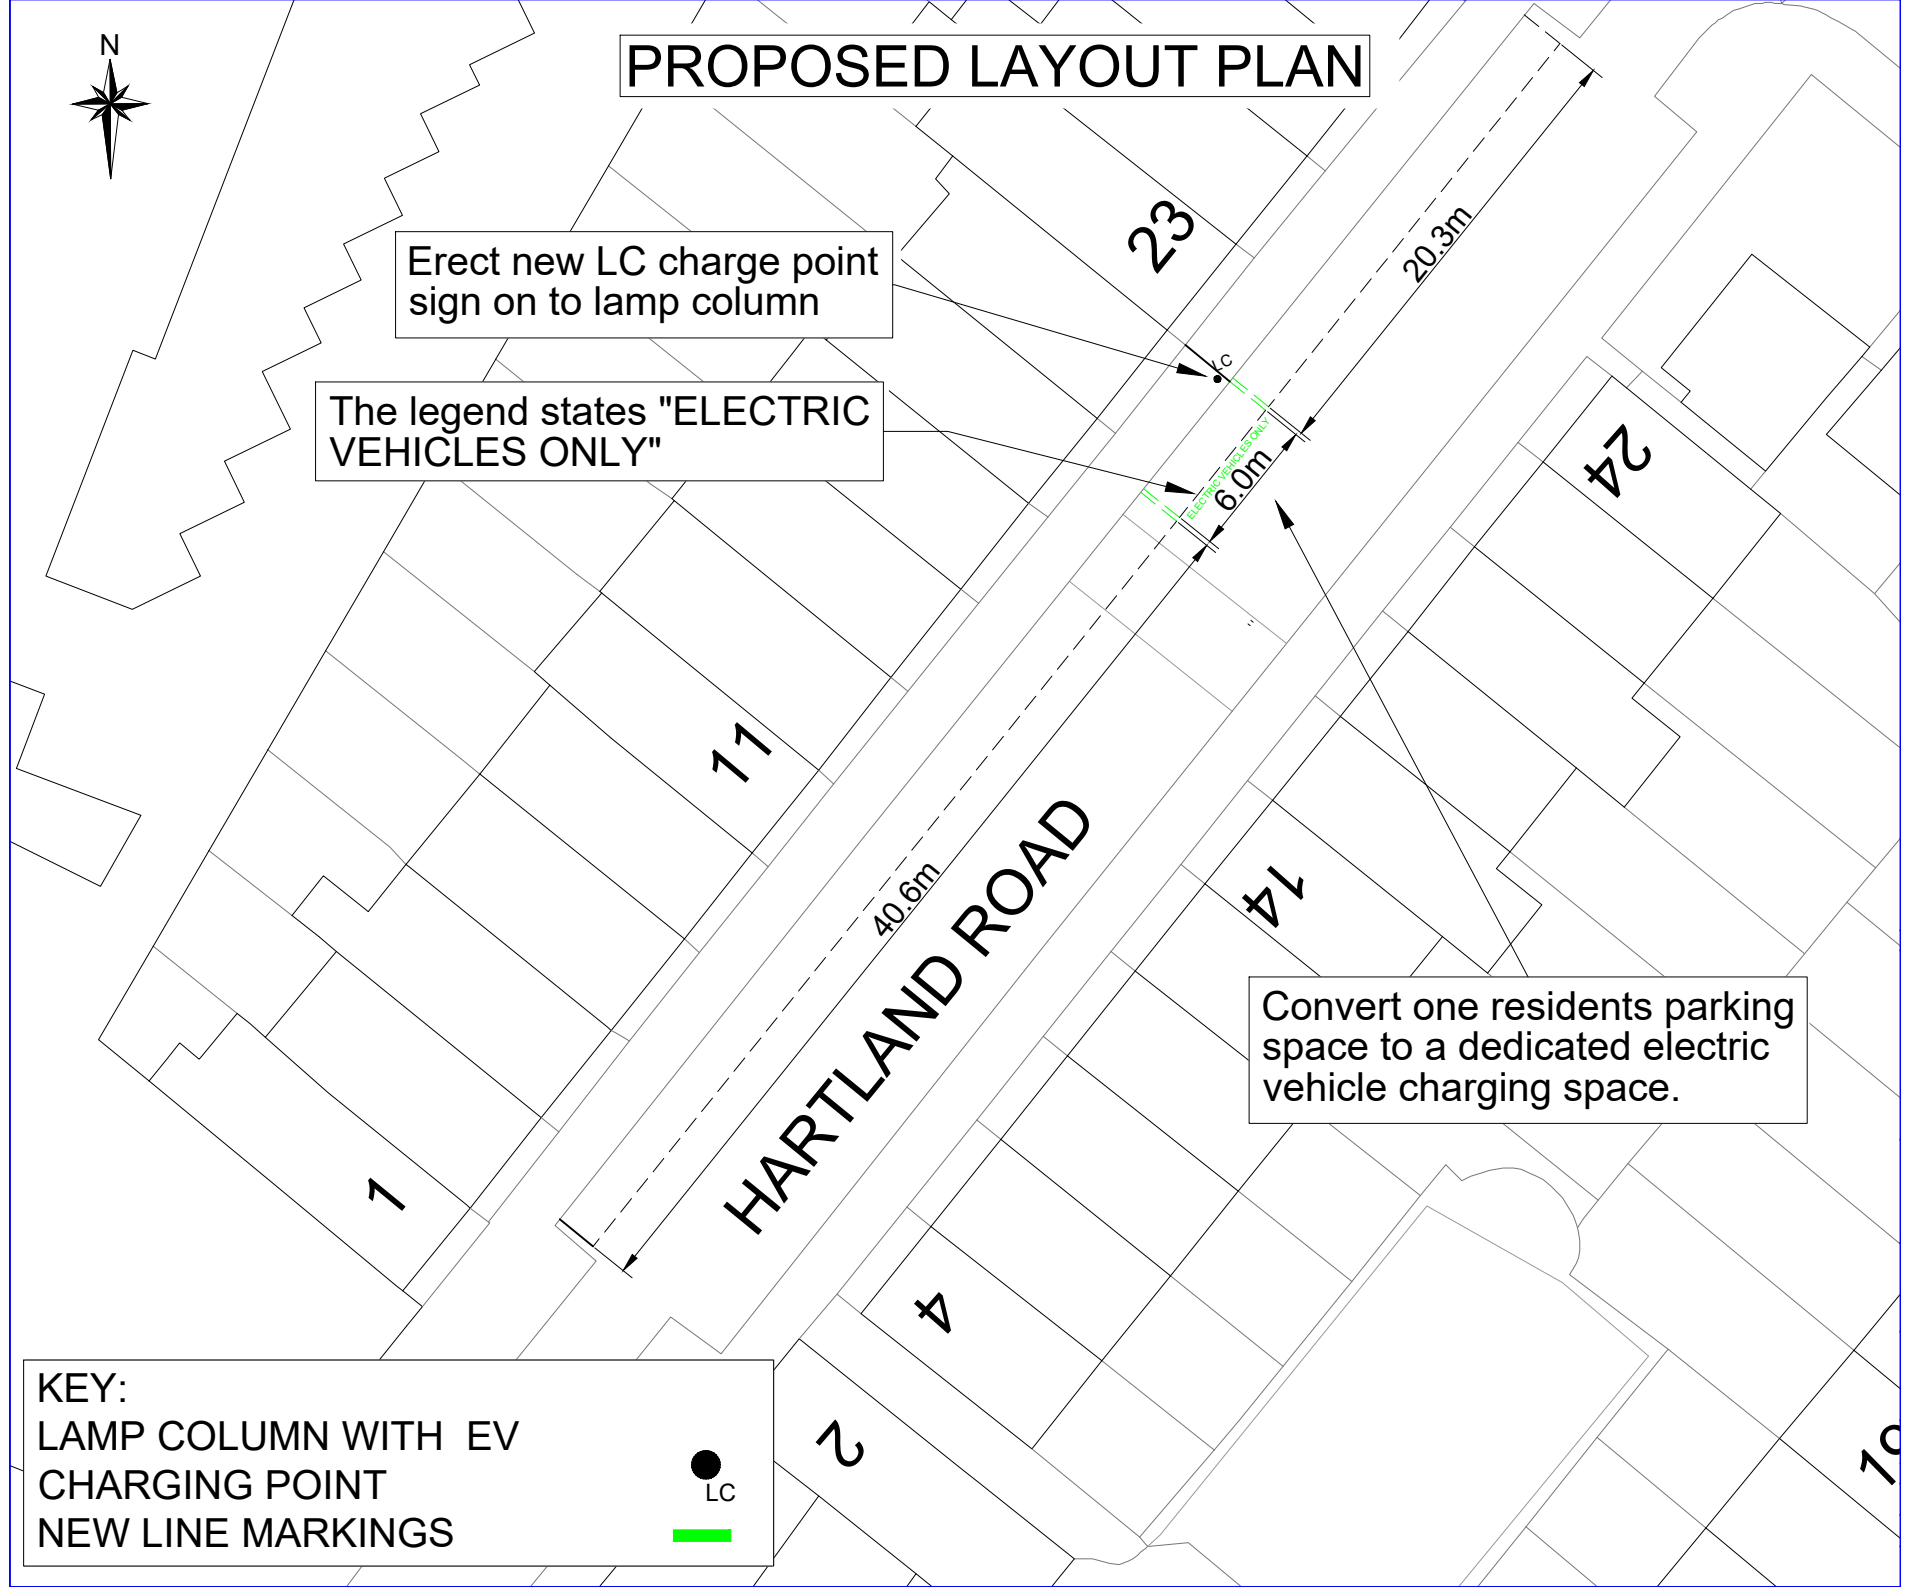 N
PROPOSED LAYOUT PLAN
23
20.3m
Erect new LC charge point
sign on to lamp column
LC
The legend states "ELECTRIC
VEHICLES ONLY"
ELECTRIC VEHICLES ONLY
6.0m
24
11
40.6m
HARTLAND ROAD
14
Convert one residents parking
space to a dedicated electric
vehicle charging space.
1
4
2
19
KEY:
LAMP COLUMN WITH EV
CHARGING POINT
LC
NEW LINE MARKINGS